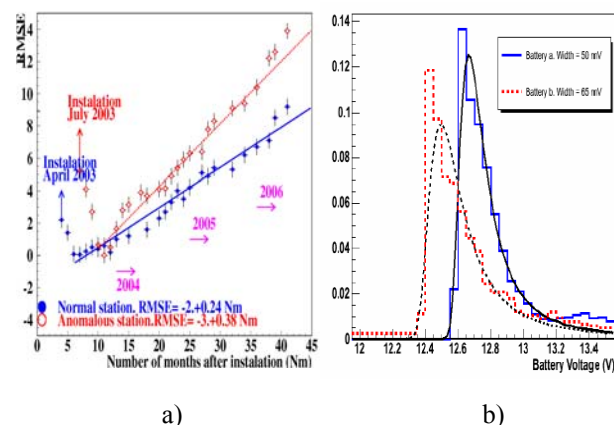 a)
RMSE
14
12
10
8
6
4
2
0
-2
-4
Instalation
July 2003
Instalation
April 2003
2006
2005
2004
Normal station. RMSE= -2.+0.24 Nm
Anomalous station.RMSE= -3.+0.38 Nm
0 5 10 15 20 25 30 35 40 45
Number of months after instalation (Nm)
a)
b)
0.14
0.12
0.1
0.08
0.06
0.04
0.02
0
Battery a. Width = 50 mV
Battery b. Width = 65 mV
12 12.2 12.4 12.6 12.8 13 13.2 13.4
Battery Voltage (V)
b)